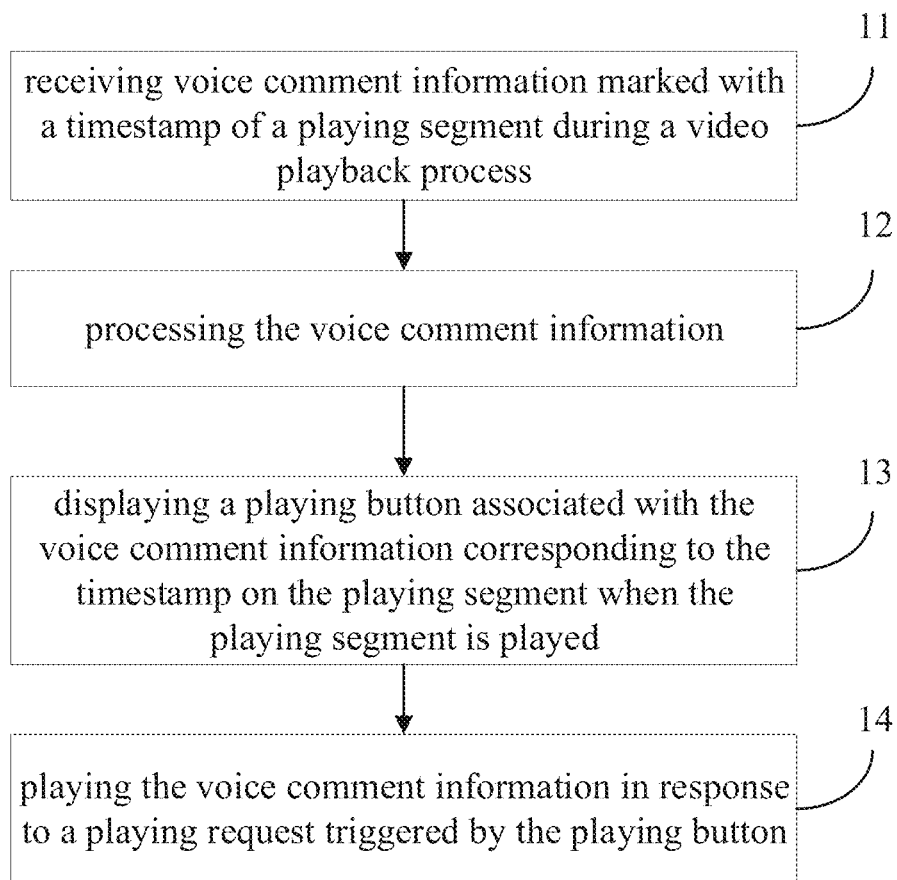 11
receiving voice comment information marked with
a timestamp of a playing segment during a video
playback process
12
processing the voice comment information
13
displaying a playing button associated with the
voice comment information corresponding to the
timestamp on the playing segment when the
playing segment is played
14
playing the voice comment information in response
to a playing request triggered by the playing button